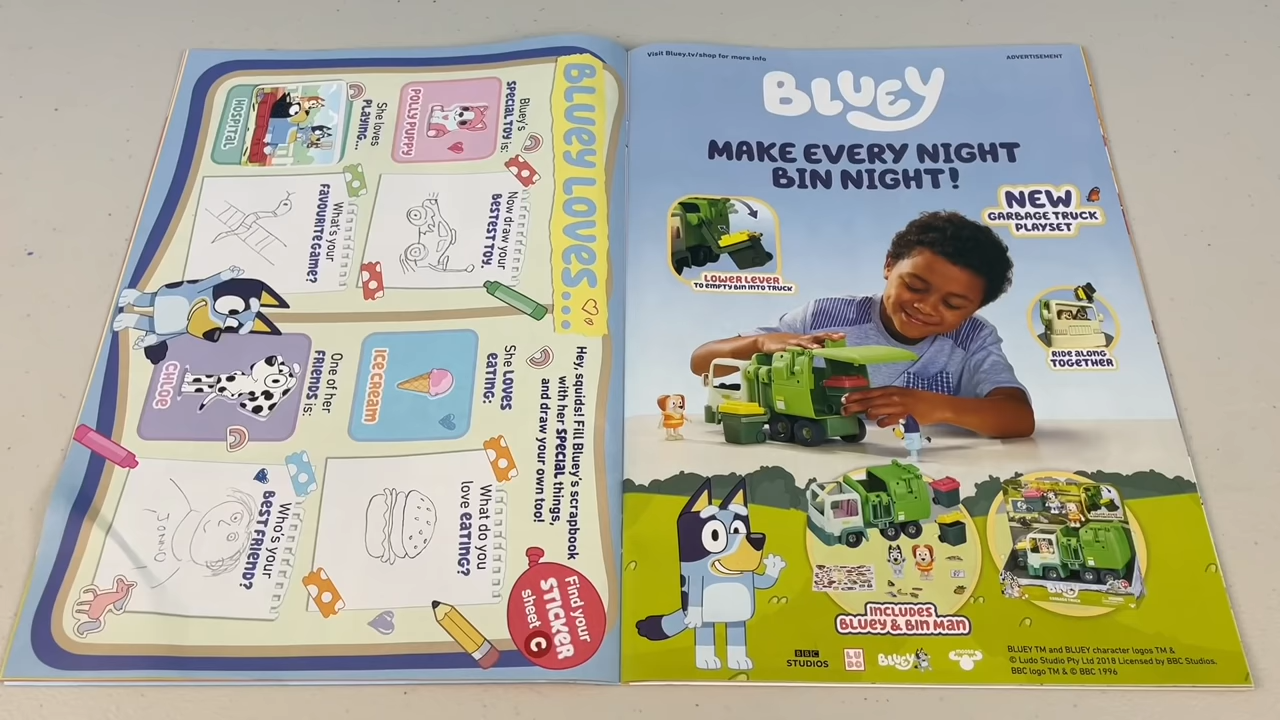 BLUEY LOVES...
Hey, squids! Fill Bluey's scrapbook
with her SPECIAL things,
and draw your own too!
Find your
STICKER
sheet C
Bluey's
SPECIAL TOY is:
POLLY PUPPY
Now draw your
BESTEST TOY.
She LOVES
EATING:
ICE CREAM
What do you
love EATING?
She loves
PLAYING...
HOSPITAL
What's your
FAVOURITE GAME?
One of her
FRIENDS is:
CHLOE
Who's your
BEST FRIEND?
Visit Bluey.tv/shop for more info
ADVERTISEMENT
BLUEY
MAKE EVERY NIGHT
BIN NIGHT!
NEW
GARBAGE TRUCK
PLAYSET
LOWER LEVER
TO EMPTY BIN INTO TRUCK
RIDE ALONG
TOGETHER
INCLUDES
BLUEY & BIN MAN
BLUEY
BBC
STUDIOS
LU
DO
BLUEY
moose
BLUEY TM and BLUEY character logos TM &
© Ludo Studio Pty Ltd 2018 Licensed by BBC Studios.
BBC logo TM & © BBC 1996